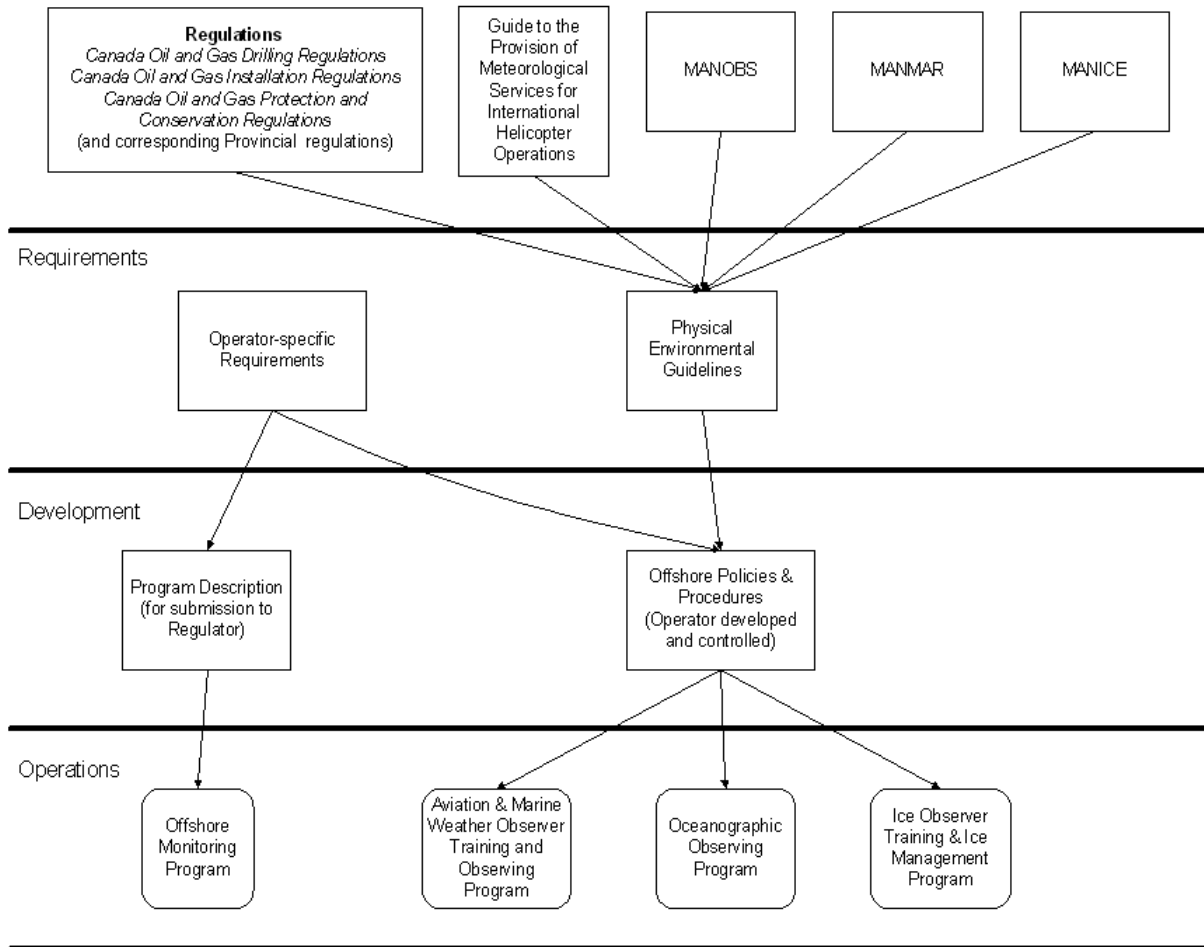 Regulations
Canada Oil and Gas Drilling Regulations
Canada Oil and Gas Installation Regulations
Canada Oil and Gas Protection and
Conservation Regulations
(and corresponding Provincial regulations)
Guide to the
Provision of
Meteorological
Services for
International
Helicopter
Operations
MANOBS
MANMAR
MANICE
Requirements
Operator-specific
Requirements
Physical
Environmental
Guidelines
Development
Program Description
(for submission to
Regulator)
Offshore Policies &
Procedures
(Operator developed
and controlled)
Operations
Offshore
Monitoring
Program
Aviation & Marine
Weather Observer
Training and
Observing
Program
Oceanographic
Observing
Program
Ice Observer
Training & Ice
Management
Program